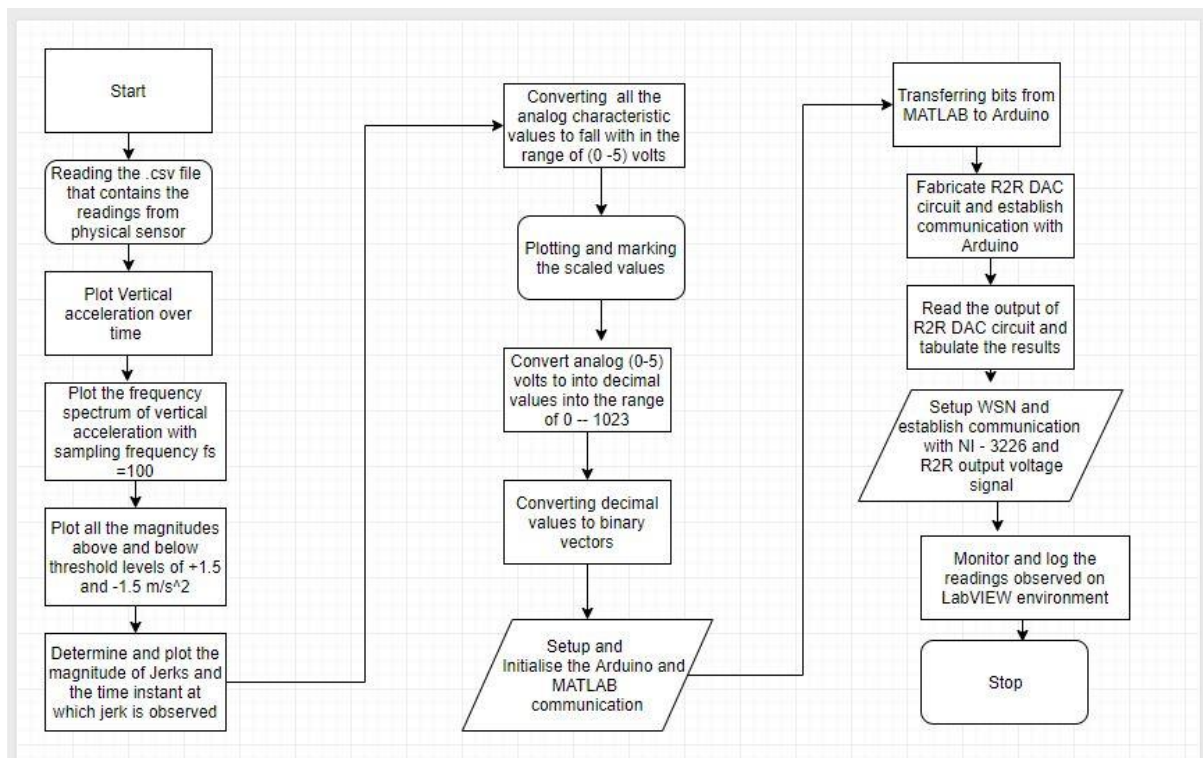 Start
Reading the .csv file
that contains the
readings from
physical sensor
Plot Vertical
acceleration over
time
Plot the frequency
spectrum of vertical
acceleration with
sampling frequency fs
=100
Plot all the magnitudes
above and below
threshold levels of +1.5
and -1.5 m/s^2
Determine and plot the
magnitude of Jerks and
the time instant at
which jerk is observed
Converting all the
analog characteristic
values to fall with in the
range of (0 -5) volts
Plotting and marking
the scaled values
Convert analog (0-5)
volts to into decimal
values into the range
of 0 -- 1023
Converting decimal
values to binary
vectors
Setup and
Initialise the Arduino and
MATLAB
communication
Transferring bits from
MATLAB to Arduino
Fabricate R2R DAC
circuit and establish
communication with
Arduino
Read the output of
R2R DAC circuit and
tabulate the results
Setup WSN and
establish communication
with NI - 3226 and
R2R output voltage
signal
Monitor and log the
readings observed on
LabVIEW environment
Stop